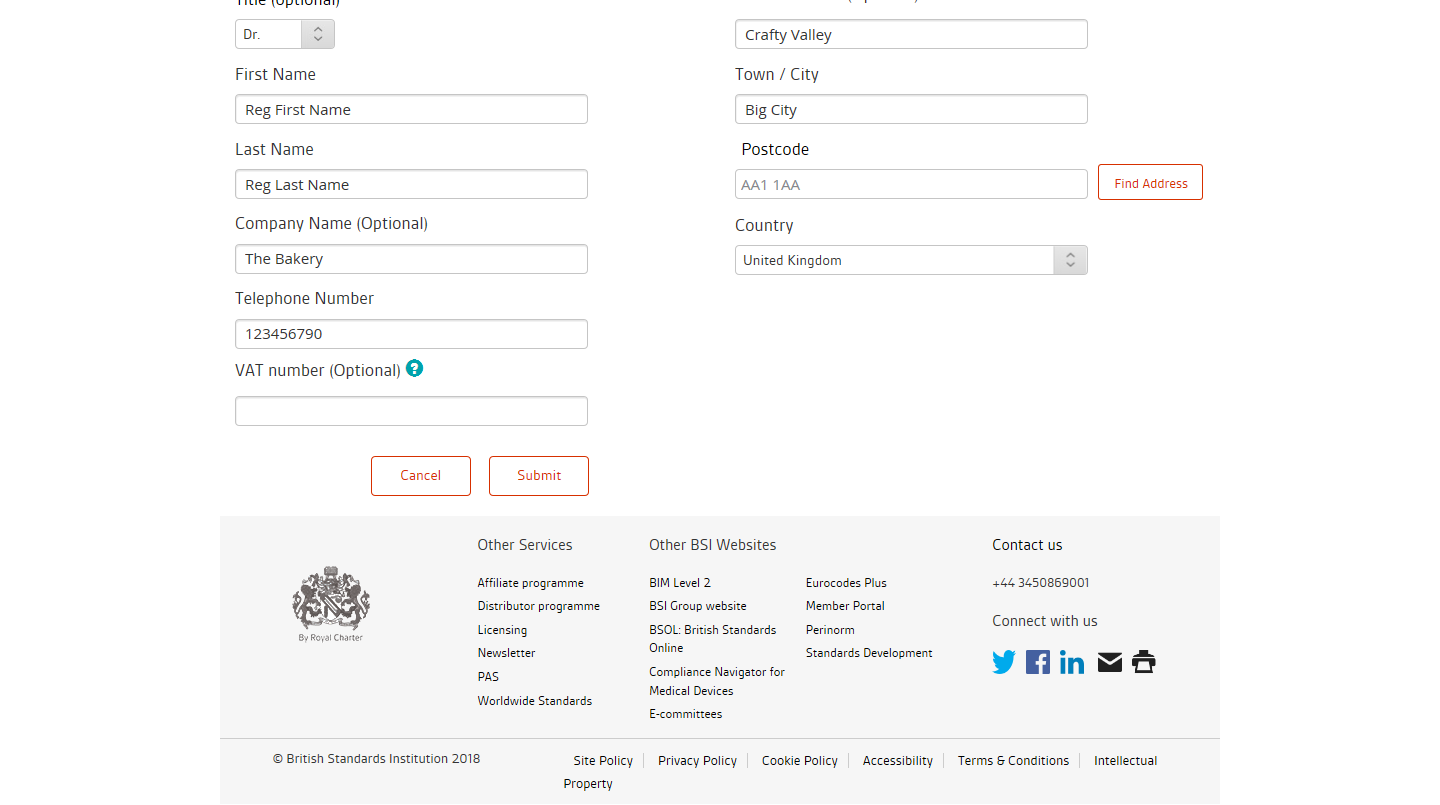 Title (optional)
Dr.
First Name
Reg First Name
Last Name
Reg Last Name
Company Name (Optional)
The Bakery
Telephone Number
123456790
VAT number (Optional) ?
Cancel
Submit
Crafty Valley
Town / City
Big City
Postcode
AA1 1AA
Find Address
Country
United Kingdom
By Royal Charter
Other Services
Affiliate programme
Distributor programme
Licensing
Newsletter
PAS
Worldwide Standards
Other BSI Websites
BIM Level 2
BSI Group website
BSOL: British Standards
Online
Compliance Navigator for
Medical Devices
E-committees
Eurocodes Plus
Member Portal
Perinorm
Standards Development
Contact us
+44 3450869001
Connect with us
© British Standards Institution 2018
Site Policy
Privacy Policy
Cookie Policy
Accessibility
Terms & Conditions
Intellectual
Property